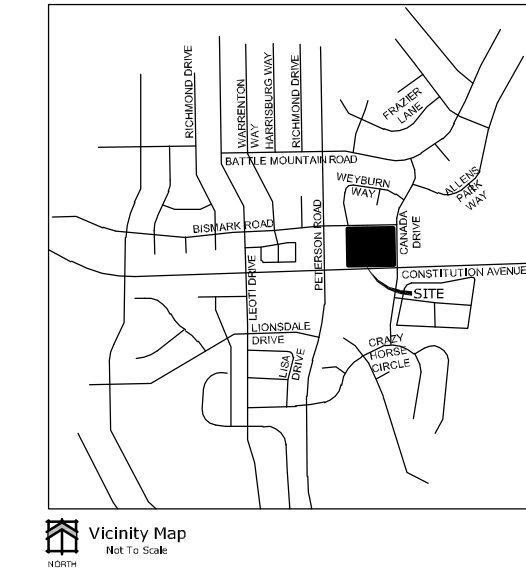 RICHMOND DRIVE
WARRENTON
WAY
HARRISBURG WAY
RICHMOND DRIVE
FRAZIER
LANE
BATTLE MOUNTAIN ROAD
WEYBURN
WAY
ALLENS
PARK
WAY
BISMARK ROAD
PETERSON ROAD
CANADA
DRIVE
CONSTITUTION AVENUE
LEOTI DRIVE
SITE
LIONSDALE
DRIVE
LISA
DRIVE
CRAZY
HORSE
CIRCLE
Vicinity Map
Not To Scale
NORTH